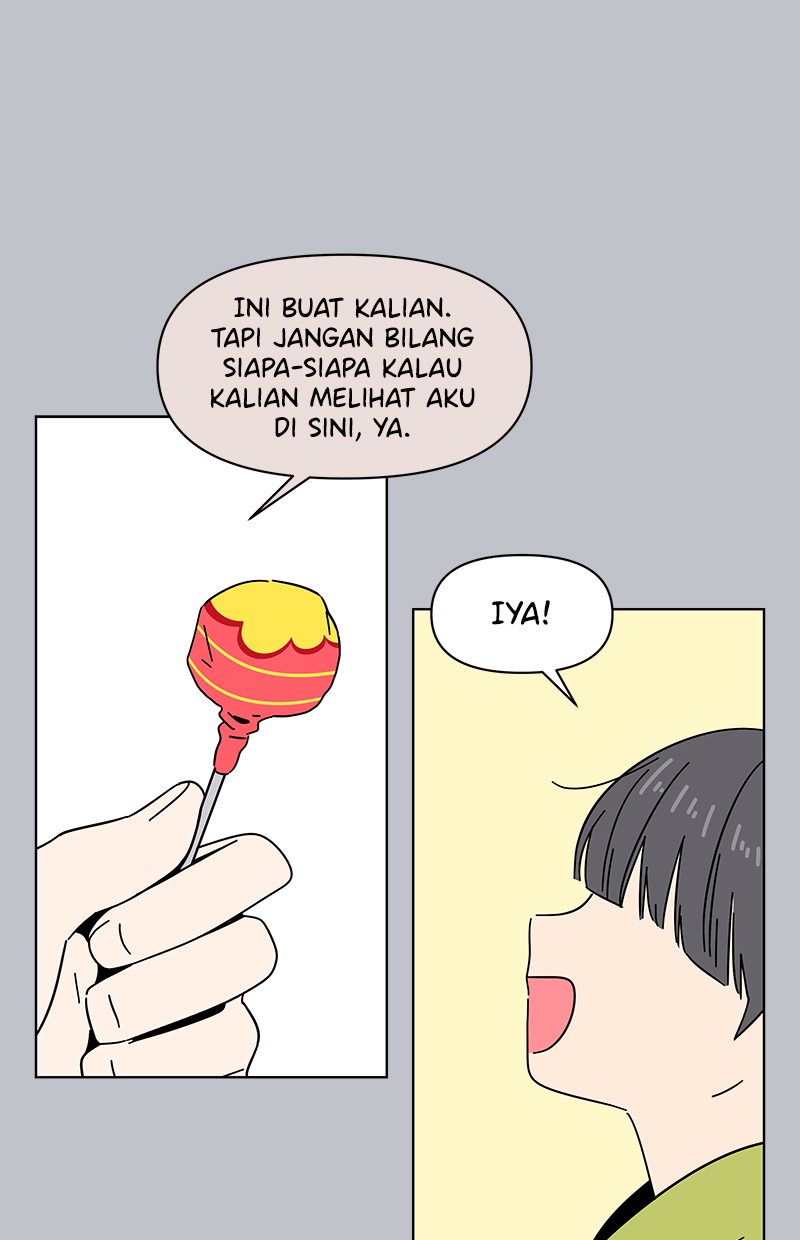 INI BUAT KALIAN.
TAPI JANGAN BILANG
SIAPA-SIAPA KALAU
KALIAN MELIHAT AKU
DI SINI, YA.
IYA!